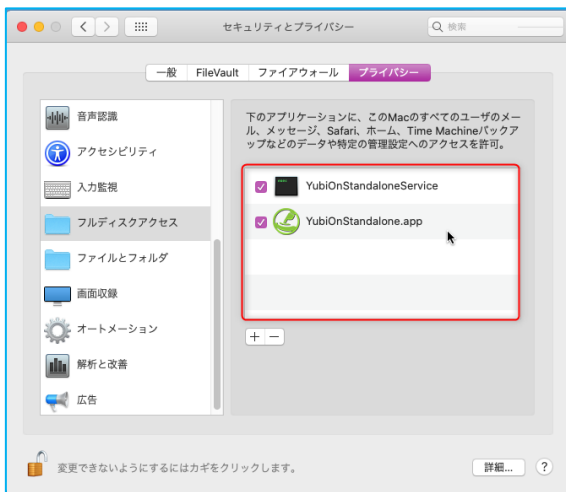 セキュリティとプライバシー
検索
一般
FileVault
ファイアウォール
プライバシー
音声認識
アクセシビリティ
入力監視
フルディスクアクセス
ファイルとフォルダ
画面収録
オートメーション
解析と改善
広告
下のアプリケーションに、このMacのすべてのユーザのメー
ル、メッセージ、Safari、ホーム、Time Machineバックア
ップなどのデータや特定の管理設定へのアクセスを許可。
YubiOnStandaloneService
YubiOnStandalone.app
+ −
変更できないようにするにはカギをクリックします。
詳細...
?